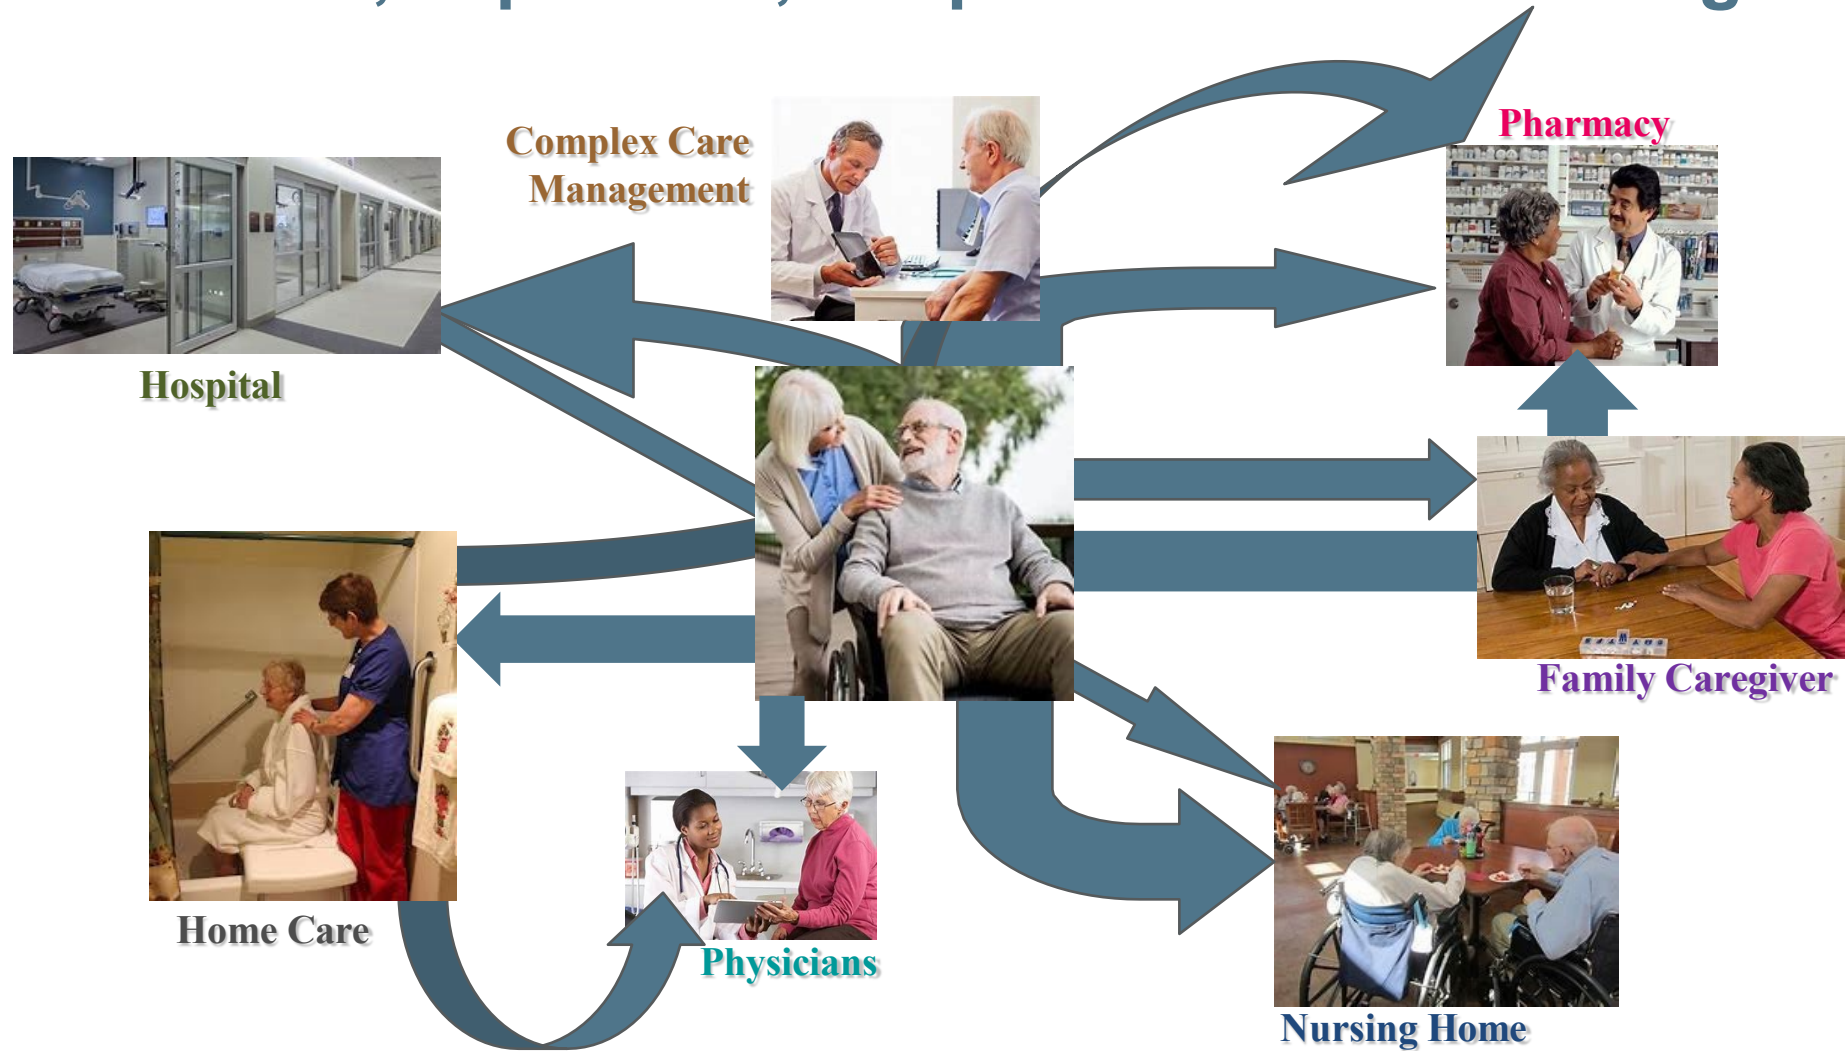 Pharmacy
Complex Care
Management
Hospital
Family Caregiver
Home Care
Physicians
Nursing Home